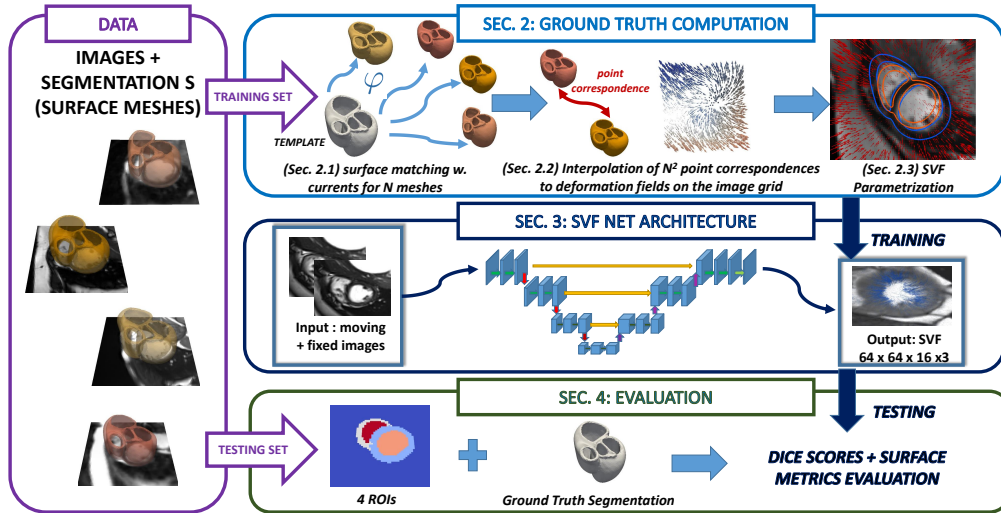 DATA
IMAGES +
SEGMENTATION S
(SURFACE MESHES)
TRAINING SET
TESTING SET
SEC. 2: GROUND TRUTH COMPUTATION
φ
TEMPLATE
point
correspondence
(Sec. 2.1) surface matching w.
currents for N meshes
(Sec. 2.2) Interpolation of N² point correspondences
to deformation fields on the image grid
(Sec. 2.3) SVF
Parametrization
SEC. 3: SVF NET ARCHITECTURE
TRAINING
Input : moving
+ fixed images
Output: SVF
64 x 64 x 16 x3
SEC. 4: EVALUATION
TESTING
4 ROIs
Ground Truth Segmentation
DICE SCORES + SURFACE
METRICS EVALUATION